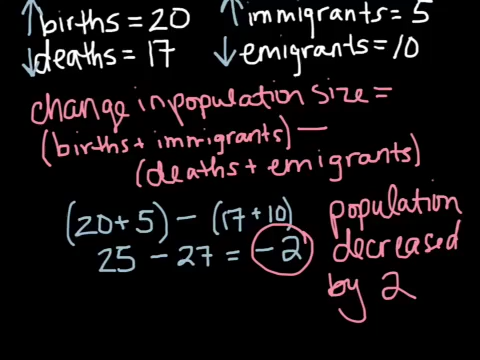 ↑births = 20 ↑immigrants = 5
↓deaths = 17 ↓ emigrants = 10
change in population size =
(births + immigrants) —
(deaths + emigrants)
(20 + 5) – (17 + 10) population
25 – 27 = –2 decreased
by 2